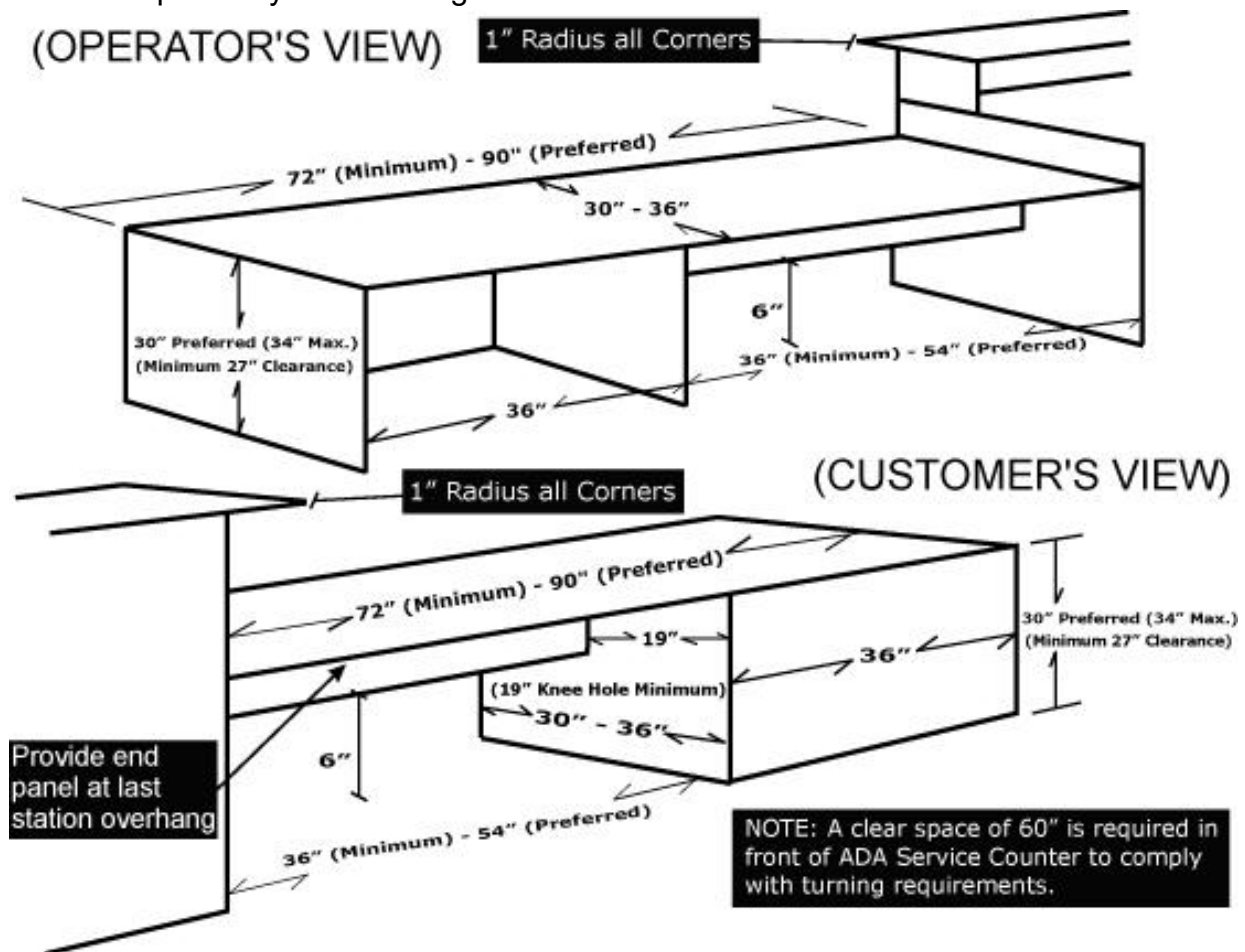 (OPERATOR'S VIEW)
1" Radius all Corners
72" (Minimum) - 90" (Preferred)
30" - 36"
30" Preferred (34" Max.)
(Minimum 27" Clearance)
6"
36" (Minimum) - 54" (Preferred)
36"
(CUSTOMER'S VIEW)
1" Radius all Corners
72" (Minimum) - 90" (Preferred)
19"
36"
30" Preferred (34" Max.)
(Minimum 27" Clearance)
(19" Knee Hole Minimum)
30" - 36"
Provide end
panel at last
station overhang
6"
36" (Minimum) - 54" (Preferred)
NOTE: A clear space of 60" is required in
front of ADA Service Counter to comply
with turning requirements.